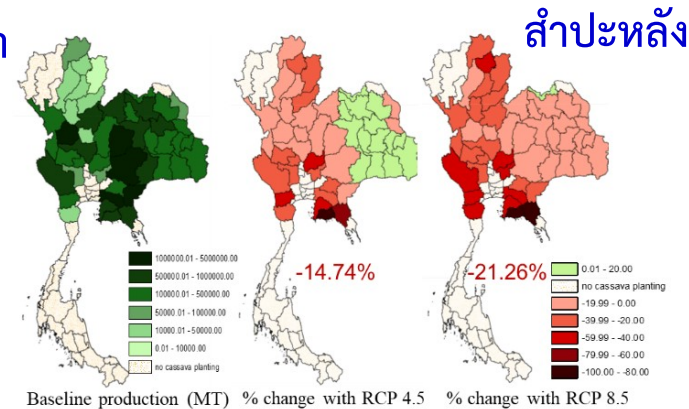 สำปะหลัง
1000000.01 - 5000000.00
500000.01 - 1000000.00
100000.01 - 500000.00
50000.01 - 100000.00
10000.01 - 50000.00
0.01 - 10000.00
no cassava planting
-14.74%
-21.26%
0.01 - 20.00
no cassava planting
-19.99 - 0.00
-39.99 - -20.00
-59.99 - -40.00
-79.99 - -60.00
-100.00 - -80.00
Baseline production (MT)
% change with RCP 4.5
% change with RCP 8.5